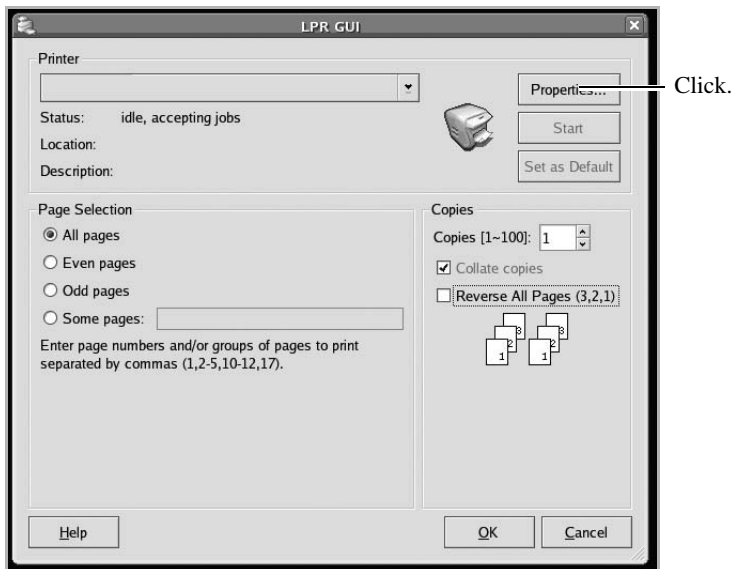 LPR GUI
Printer
Properties...
Click.
Status: idle, accepting jobs
Start
Location:
Description:
Set as Default
Page Selection
All pages
Even pages
Odd pages
Some pages:
Enter page numbers and/or groups of pages to print
separated by commas (1,2-5,10-12,17).
Copies
Copies [1~100]: 1
Collate copies
Reverse All Pages (3,2,1)
3 3
2 2
1 1
Help
OK
Cancel